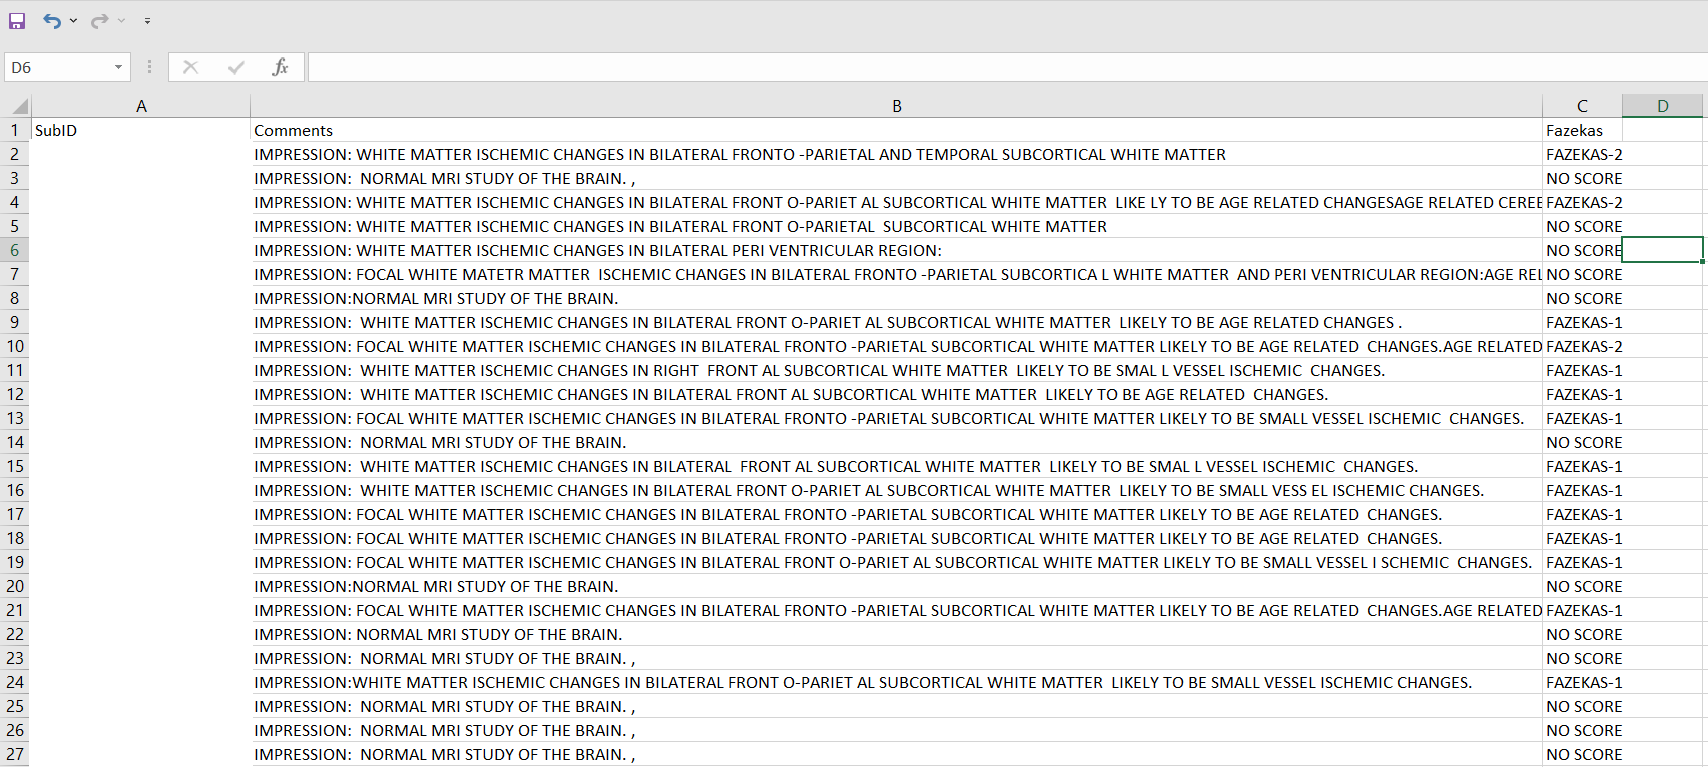 D6 fx
A B C D
1 SubID Comments Fazekas
2 IMPRESSION: WHITE MATTER ISCHEMIC CHANGES IN BILATERAL FRONTO -PARIETAL AND TEMPORAL SUBCORTICAL WHITE MATTER FAZEKAS-2
3 IMPRESSION:  NORMAL MRI STUDY OF THE BRAIN. , NO SCORE
4 IMPRESSION: WHITE MATTER ISCHEMIC CHANGES IN BILATERAL FRONT O-PARIET AL SUBCORTICAL WHITE MATTER  LIKE LY TO BE AGE RELATED CHANGESAGE RELATED CEREE FAZEKAS-2
5 IMPRESSION: WHITE MATTER ISCHEMIC CHANGES IN BILATERAL FRONT O-PARIETAL  SUBCORTICAL WHITE MATTER NO SCORE
6 IMPRESSION: WHITE MATTER ISCHEMIC CHANGES IN BILATERAL PERI VENTRICULAR REGION: NO SCORE
7 IMPRESSION: FOCAL WHITE MATETR MATTER  ISCHEMIC CHANGES IN BILATERAL FRONTO -PARIETAL SUBCORTICA L WHITE MATTER  AND PERI VENTRICULAR REGION:AGE REL NO SCORE
8 IMPRESSION:NORMAL MRI STUDY OF THE BRAIN. NO SCORE
9 IMPRESSION:  WHITE MATTER ISCHEMIC CHANGES IN BILATERAL FRONT O-PARIET AL SUBCORTICAL WHITE MATTER  LIKELY TO BE AGE RELATED CHANGES . FAZEKAS-1
10 IMPRESSION: FOCAL WHITE MATTER ISCHEMIC CHANGES IN BILATERAL FRONTO -PARIETAL SUBCORTICAL WHITE MATTER LIKELY TO BE AGE RELATED  CHANGES.AGE RELATED FAZEKAS-2
11 IMPRESSION:  WHITE MATTER ISCHEMIC CHANGES IN RIGHT  FRONT AL SUBCORTICAL WHITE MATTER  LIKELY TO BE SMAL L VESSEL ISCHEMIC  CHANGES. FAZEKAS-1
12 IMPRESSION:  WHITE MATTER ISCHEMIC CHANGES IN BILATERAL FRONT AL SUBCORTICAL WHITE MATTER  LIKELY TO BE AGE RELATED  CHANGES. FAZEKAS-1
13 IMPRESSION: FOCAL WHITE MATTER ISCHEMIC CHANGES IN BILATERAL FRONTO -PARIETAL SUBCORTICAL WHITE MATTER LIKELY TO BE SMALL VESSEL ISCHEMIC  CHANGES. FAZEKAS-1
14 IMPRESSION:  NORMAL MRI STUDY OF THE BRAIN. NO SCORE
15 IMPRESSION:  WHITE MATTER ISCHEMIC CHANGES IN BILATERAL  FRONT AL SUBCORTICAL WHITE MATTER  LIKELY TO BE SMAL L VESSEL ISCHEMIC  CHANGES. FAZEKAS-1
16 IMPRESSION:  WHITE MATTER ISCHEMIC CHANGES IN BILATERAL FRONT O-PARIET AL SUBCORTICAL WHITE MATTER  LIKELY TO BE SMALL VESS EL ISCHEMIC CHANGES. FAZEKAS-1
17 IMPRESSION: FOCAL WHITE MATTER ISCHEMIC CHANGES IN BILATERAL FRONTO -PARIETAL SUBCORTICAL WHITE MATTER LIKELY TO BE AGE RELATED  CHANGES. FAZEKAS-1
18 IMPRESSION: FOCAL WHITE MATTER ISCHEMIC CHANGES IN BILATERAL FRONTO -PARIETAL SUBCORTICAL WHITE MATTER LIKELY TO BE AGE RELATED  CHANGES. FAZEKAS-1
19 IMPRESSION: FOCAL WHITE MATTER ISCHEMIC CHANGES IN BILATERAL FRONT O-PARIET AL SUBCORTICAL WHITE MATTER LIKELY TO BE SMALL VESSEL I SCHEMIC  CHANGES. FAZEKAS-1
20 IMPRESSION:NORMAL MRI STUDY OF THE BRAIN. NO SCORE
21 IMPRESSION: FOCAL WHITE MATTER ISCHEMIC CHANGES IN BILATERAL FRONTO -PARIETAL SUBCORTICAL WHITE MATTER LIKELY TO BE AGE RELATED  CHANGES.AGE RELATED FAZEKAS-1
22 IMPRESSION: NORMAL MRI STUDY OF THE BRAIN. NO SCORE
23 IMPRESSION:  NORMAL MRI STUDY OF THE BRAIN. , NO SCORE
24 IMPRESSION:WHITE MATTER ISCHEMIC CHANGES IN BILATERAL FRONT O-PARIET AL SUBCORTICAL WHITE MATTER  LIKELY TO BE SMALL VESSEL ISCHEMIC CHANGES. FAZEKAS-1
25 IMPRESSION:  NORMAL MRI STUDY OF THE BRAIN. , NO SCORE
26 IMPRESSION:  NORMAL MRI STUDY OF THE BRAIN. , NO SCORE
27 IMPRESSION:  NORMAL MRI STUDY OF THE BRAIN. , NO SCORE